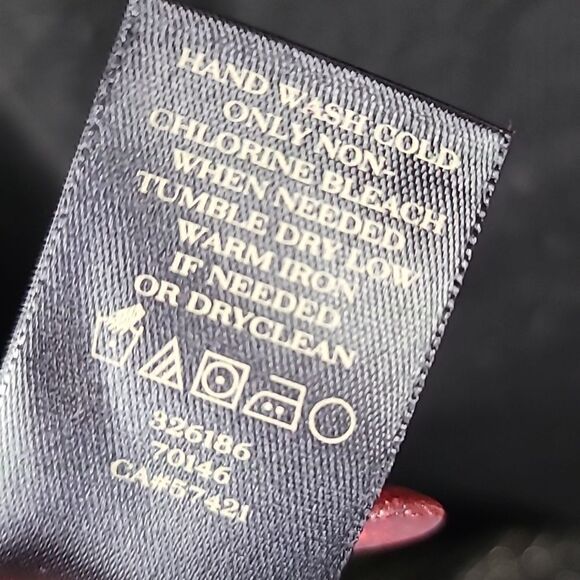 HAND WASH COLD
ONLY NON-
CHLORINE BLEACH
WHEN NEEDED
TUMBLE DRY LOW
WARM IRON
IF NEEDED
OR DRYCLEAN
326186
70146
CA#57421